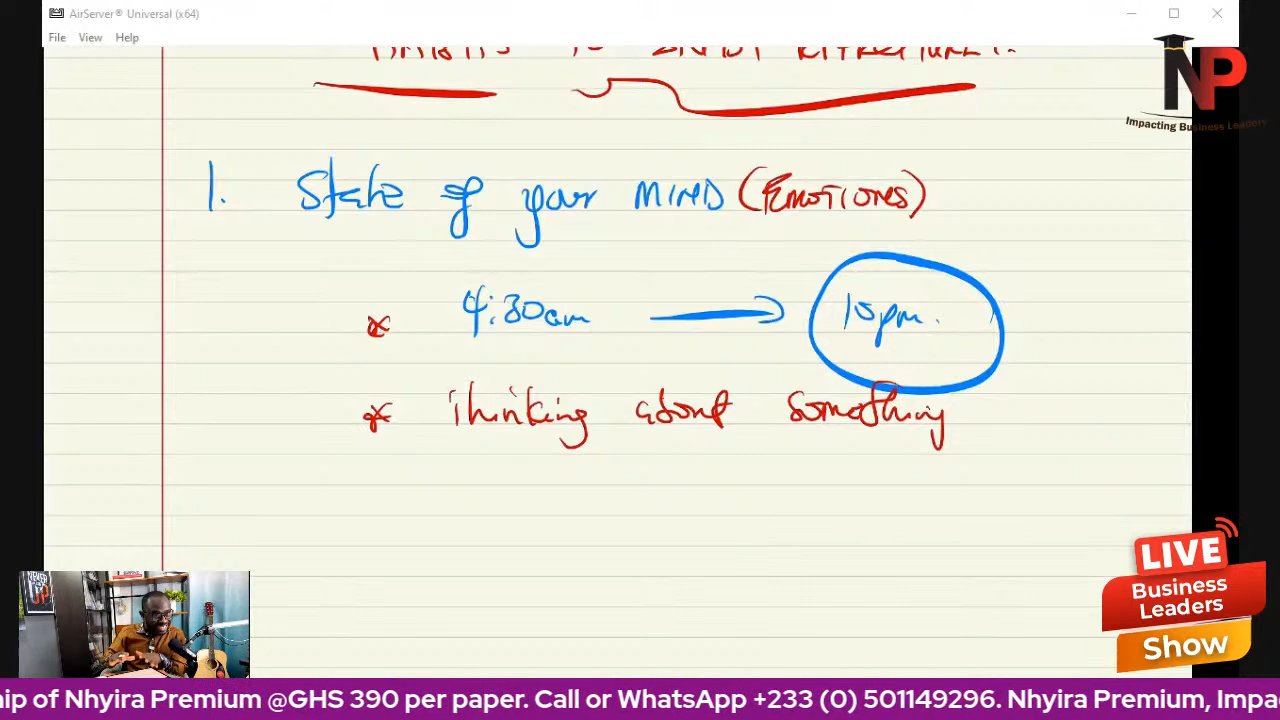 AirServer® Universal (x64)
File View Help
NP
Impacting Business Leaders
1. State of your MIND (Emotiones)
* 4:30am → 10pm.
* Thinking about something
LIVE
Business
Leaders
Show
ip of Nhyira Premium @GHS 390 per paper. Call or WhatsApp +233 (0) 501149296. Nhyira Premium, Impa